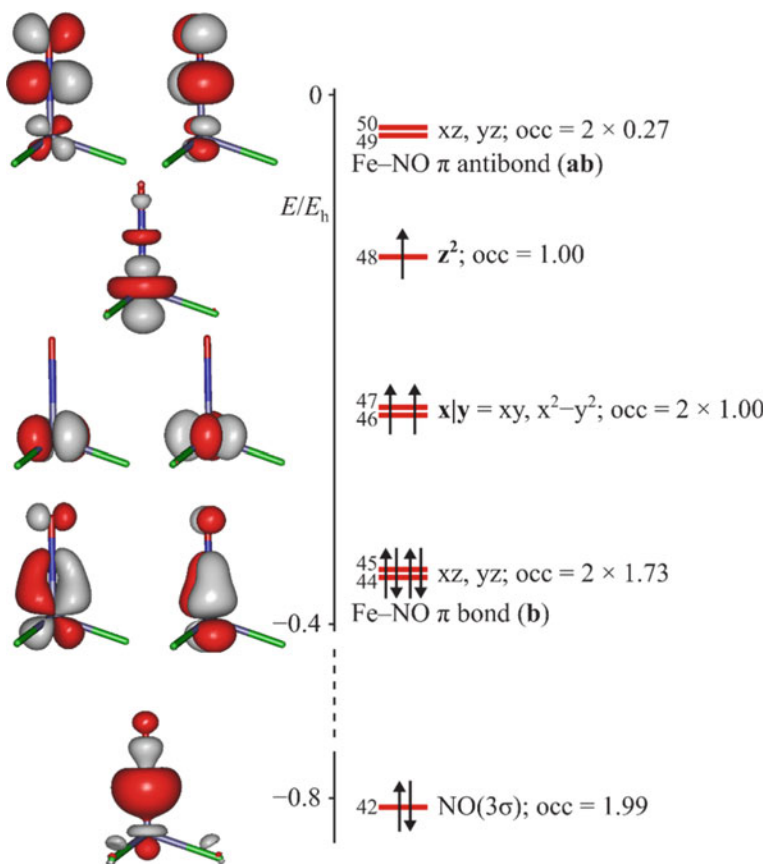 0
50
49
xz, yz; occ = 2 × 0.27
Fe–NO π antibond (ab)
E/Eₕ
48
z²; occ = 1.00
47
46
x|y = xy, x²−y²; occ = 2 × 1.00
45
44
xz, yz; occ = 2 × 1.73
Fe–NO π bond (b)
−0.4
−0.8
42
NO(3σ); occ = 1.99